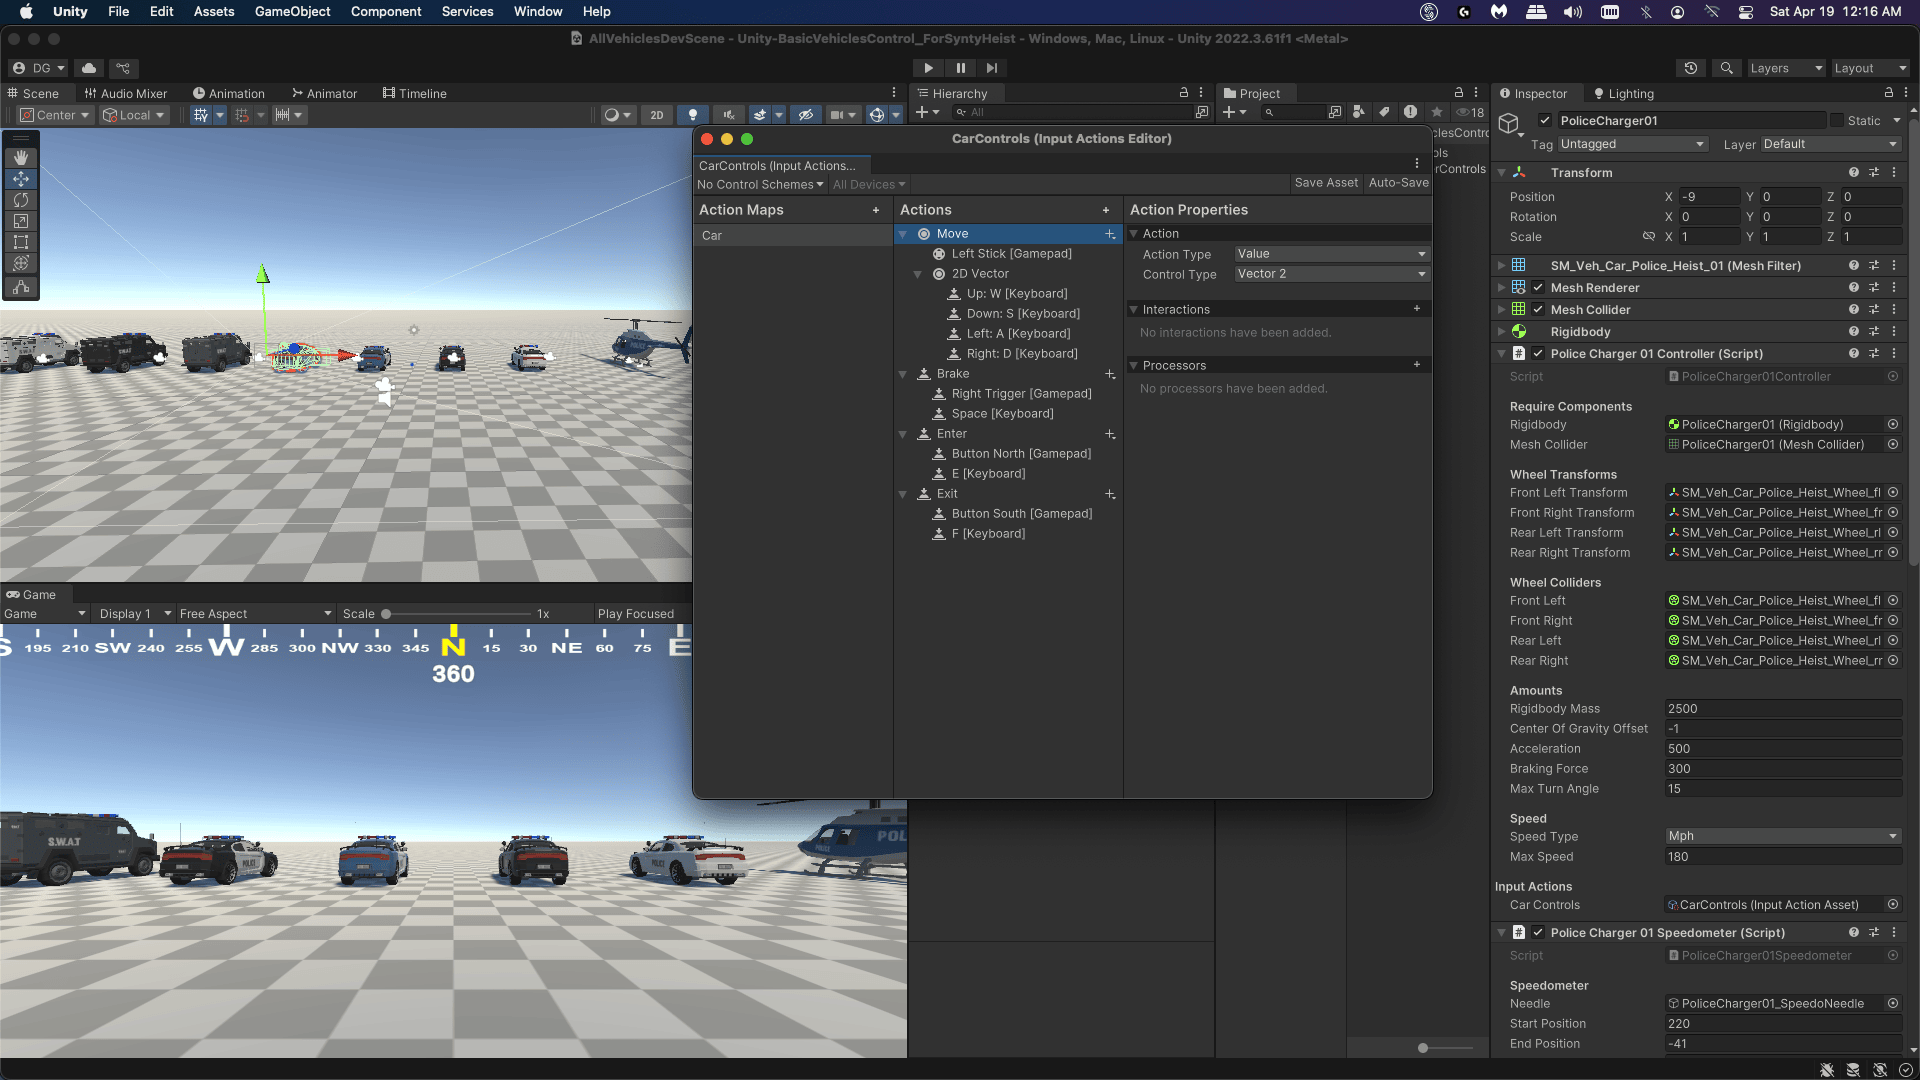 Unity File Edit Assets GameObject Component Services Window Help Sat Apr 19 12:16 AM
AllVehiclesDevScene - Unity-BasicVehiclesControl_ForSyntyHeist - Windows, Mac, Linux - Unity 2022.3.61f1 <Metal>
DG Layers Layout
Scene Audio Mixer Animation Animator Timeline
Center Local 2D
Hierarchy
All
Project
18
CarControls (Input Actions Editor)
CarControls (Input Actions...
No Control Schemes All Devices Save Asset Auto-Save
Action Maps
Car
Actions
Move
Left Stick [Gamepad]
2D Vector
Up: W [Keyboard]
Down: S [Keyboard]
Left: A [Keyboard]
Right: D [Keyboard]
Brake
Right Trigger [Gamepad]
Space [Keyboard]
Enter
Button North [Gamepad]
E [Keyboard]
Exit
Button South [Gamepad]
F [Keyboard]
Action Properties
Action
Action Type Value
Control Type Vector 2
Interactions
No interactions have been added.
Processors
No processors have been added.
Inspector Lighting
PoliceCharger01 Static
Tag Untagged Layer Default
Transform
Position X -9 Y 0 Z 0
Rotation X 0 Y 0 Z 0
Scale X 1 Y 1 Z 1
SM_Veh_Car_Police_Heist_01 (Mesh Filter)
Mesh Renderer
Mesh Collider
Rigidbody
Police Charger 01 Controller (Script)
Script PoliceCharger01Controller
Require Components
Rigidbody PoliceCharger01 (Rigidbody)
Mesh Collider PoliceCharger01 (Mesh Collider)
Wheel Transforms
Front Left Transform SM_Veh_Car_Police_Heist_Wheel_fl
Front Right Transform SM_Veh_Car_Police_Heist_Wheel_fr
Rear Left Transform SM_Veh_Car_Police_Heist_Wheel_rl
Rear Right Transform SM_Veh_Car_Police_Heist_Wheel_rr
Wheel Colliders
Front Left SM_Veh_Car_Police_Heist_Wheel_fl
Front Right SM_Veh_Car_Police_Heist_Wheel_fr
Rear Left SM_Veh_Car_Police_Heist_Wheel_rl
Rear Right SM_Veh_Car_Police_Heist_Wheel_rr
Amounts
Rigidbody Mass 2500
Center Of Gravity Offset -1
Acceleration 500
Braking Force 300
Max Turn Angle 15
Speed
Speed Type Mph
Max Speed 180
Input Actions
Car Controls CarControls (Input Action Asset)
Police Charger 01 Speedometer (Script)
Script PoliceCharger01Speedometer
Speedometer
Needle PoliceCharger01_SpeedoNeedle
Start Position 220
End Position -41
Game
Game Display 1 Free Aspect Scale 1x Play Focused
S 195 210 SW 240 255 W 285 300 NW 330 345 N 15 30 NE 60 75 E
360
S.W.A.T
POLICE
POL